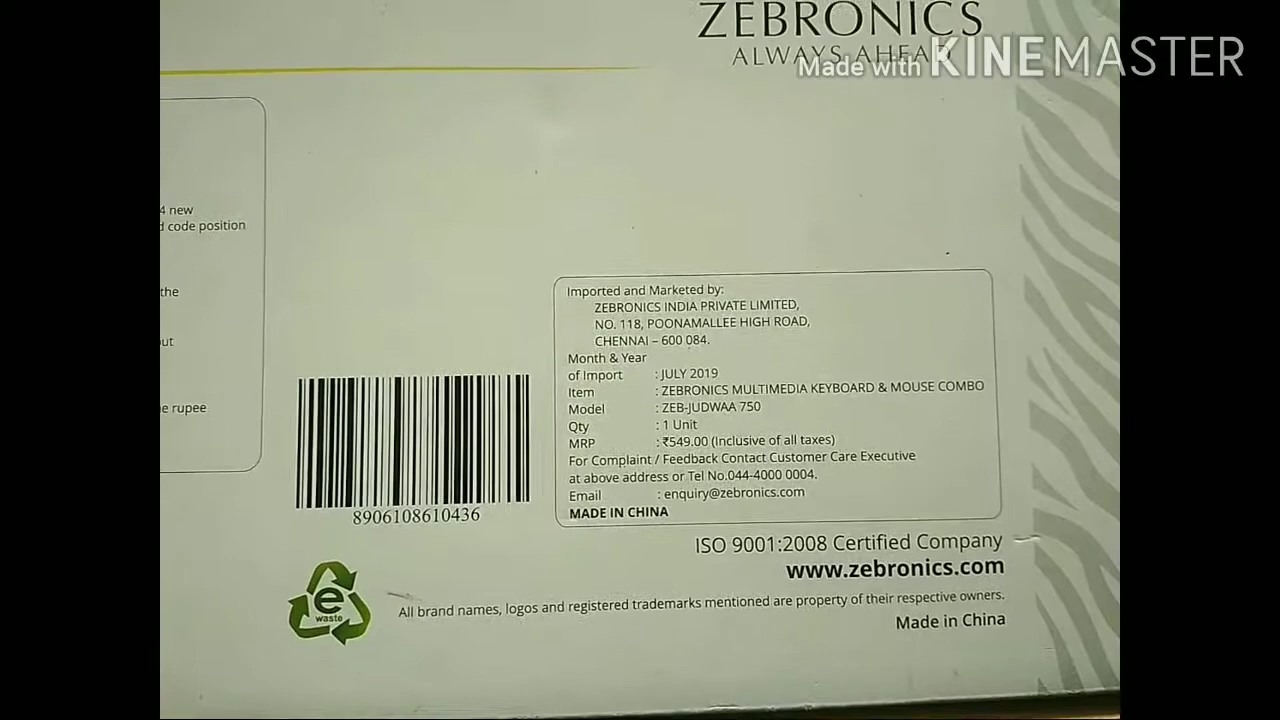 ZEBRONICS
ALWAYS AHEAD
Made with KINEMASTER
4 new
d code position
the
ut
e rupee
Imported and Marketed by:
ZEBRONICS INDIA PRIVATE LIMITED,
NO. 118, POONAMALLEE HIGH ROAD,
CHENNAI – 600 084.
Month & Year
of Import : JULY 2019
Item : ZEBRONICS MULTIMEDIA KEYBOARD & MOUSE COMBO
Model : ZEB-JUDWAA 750
Qty : 1 Unit
MRP : ₹549.00 (Inclusive of all taxes)
For Complaint / Feedback Contact Customer Care Executive
at above address or Tel No.044-4000 0004.
Email : enquiry@zebronics.com
MADE IN CHINA
8906108610436
ISO 9001:2008 Certified Company
www.zebronics.com
e
waste
All brand names, logos and registered trademarks mentioned are property of their respective owners.
Made in China